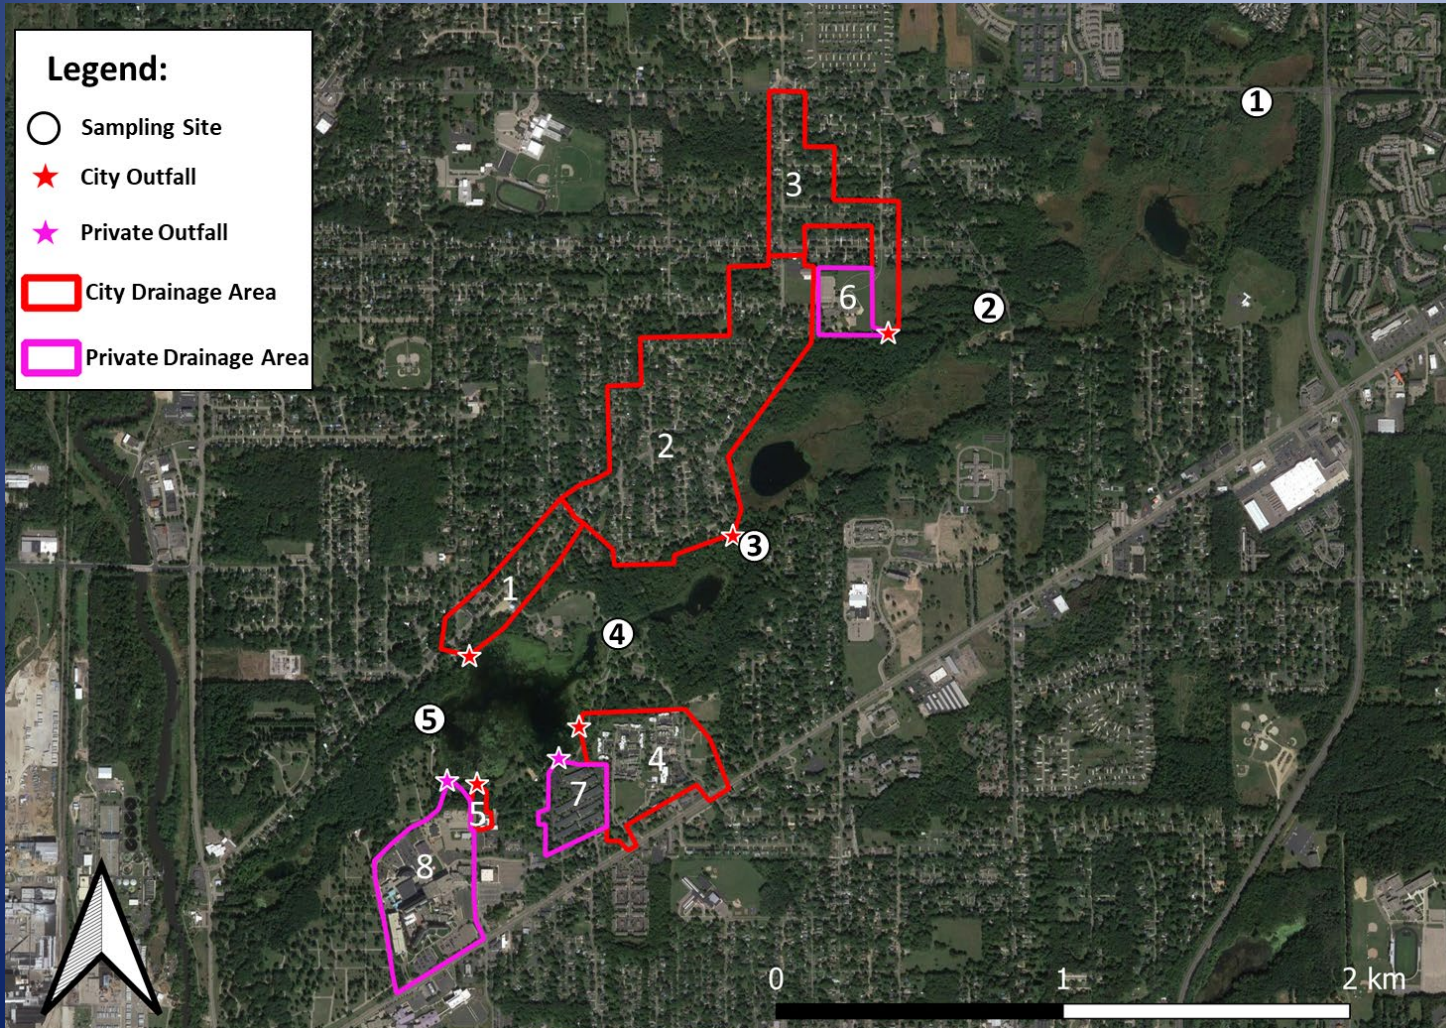 Legend:
Sampling Site
City Outfall
Private Outfall
City Drainage Area
Private Drainage Area
1
3
6
2
2
3
1
4
5
4
7
5
8
0 1 2 km